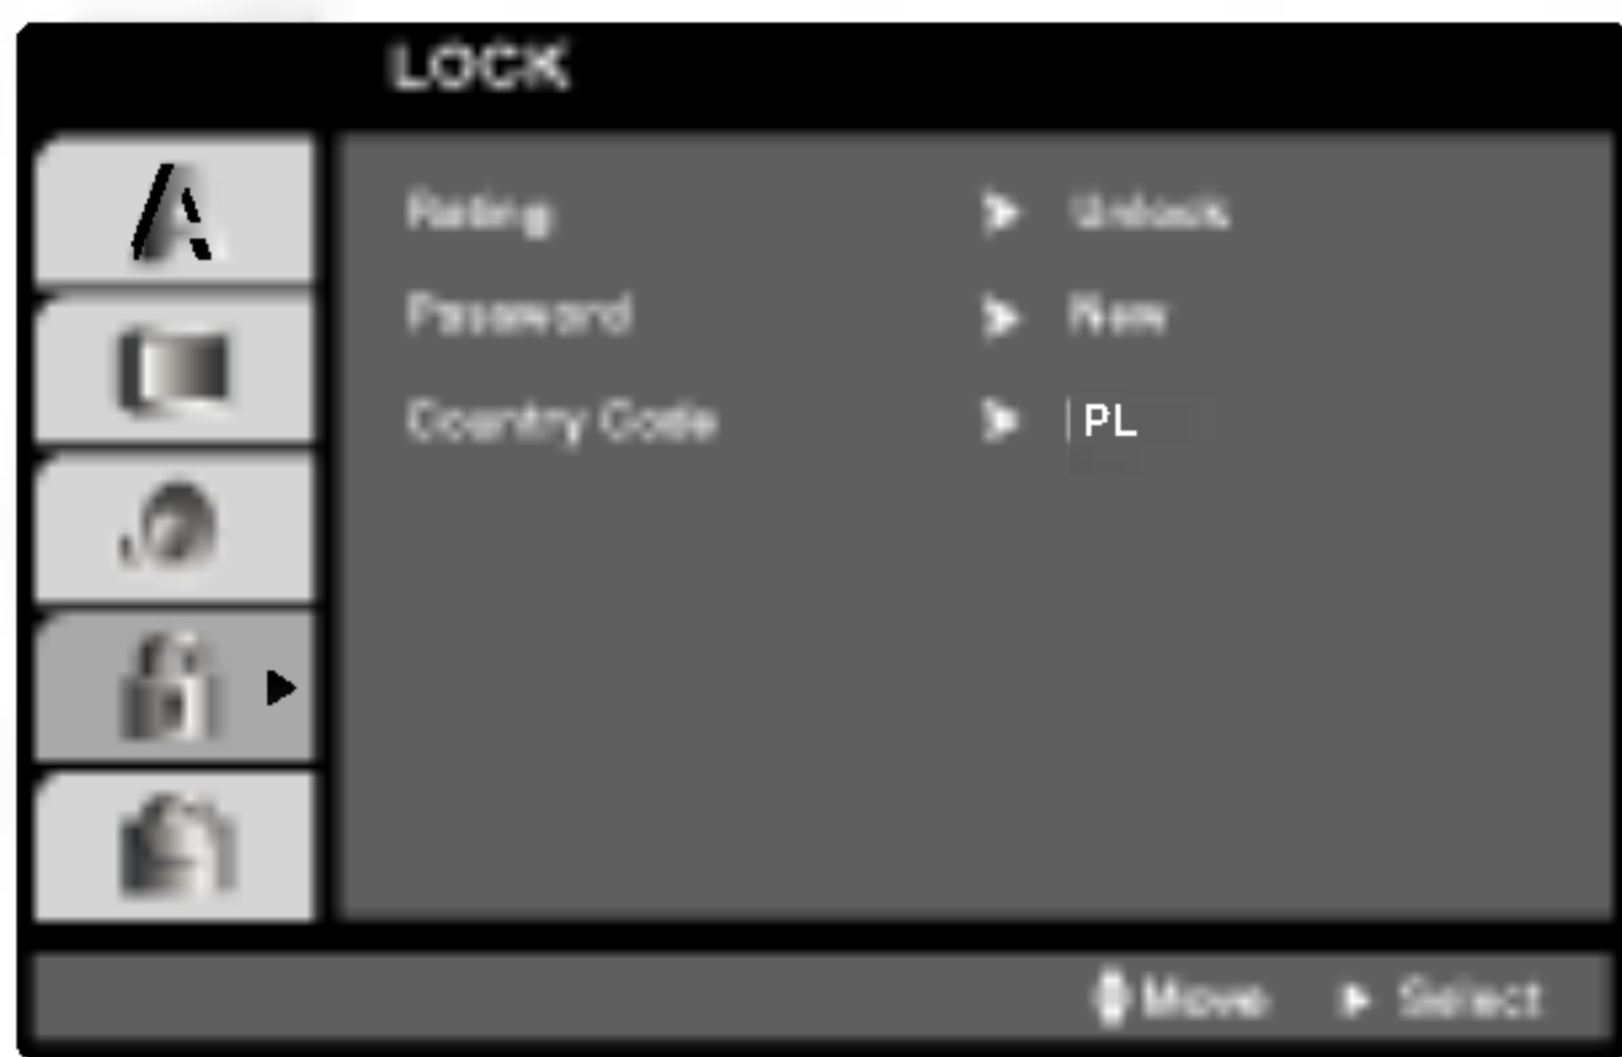 LOCK
Rating Unlock
Password New
Country Code PL
Move Select